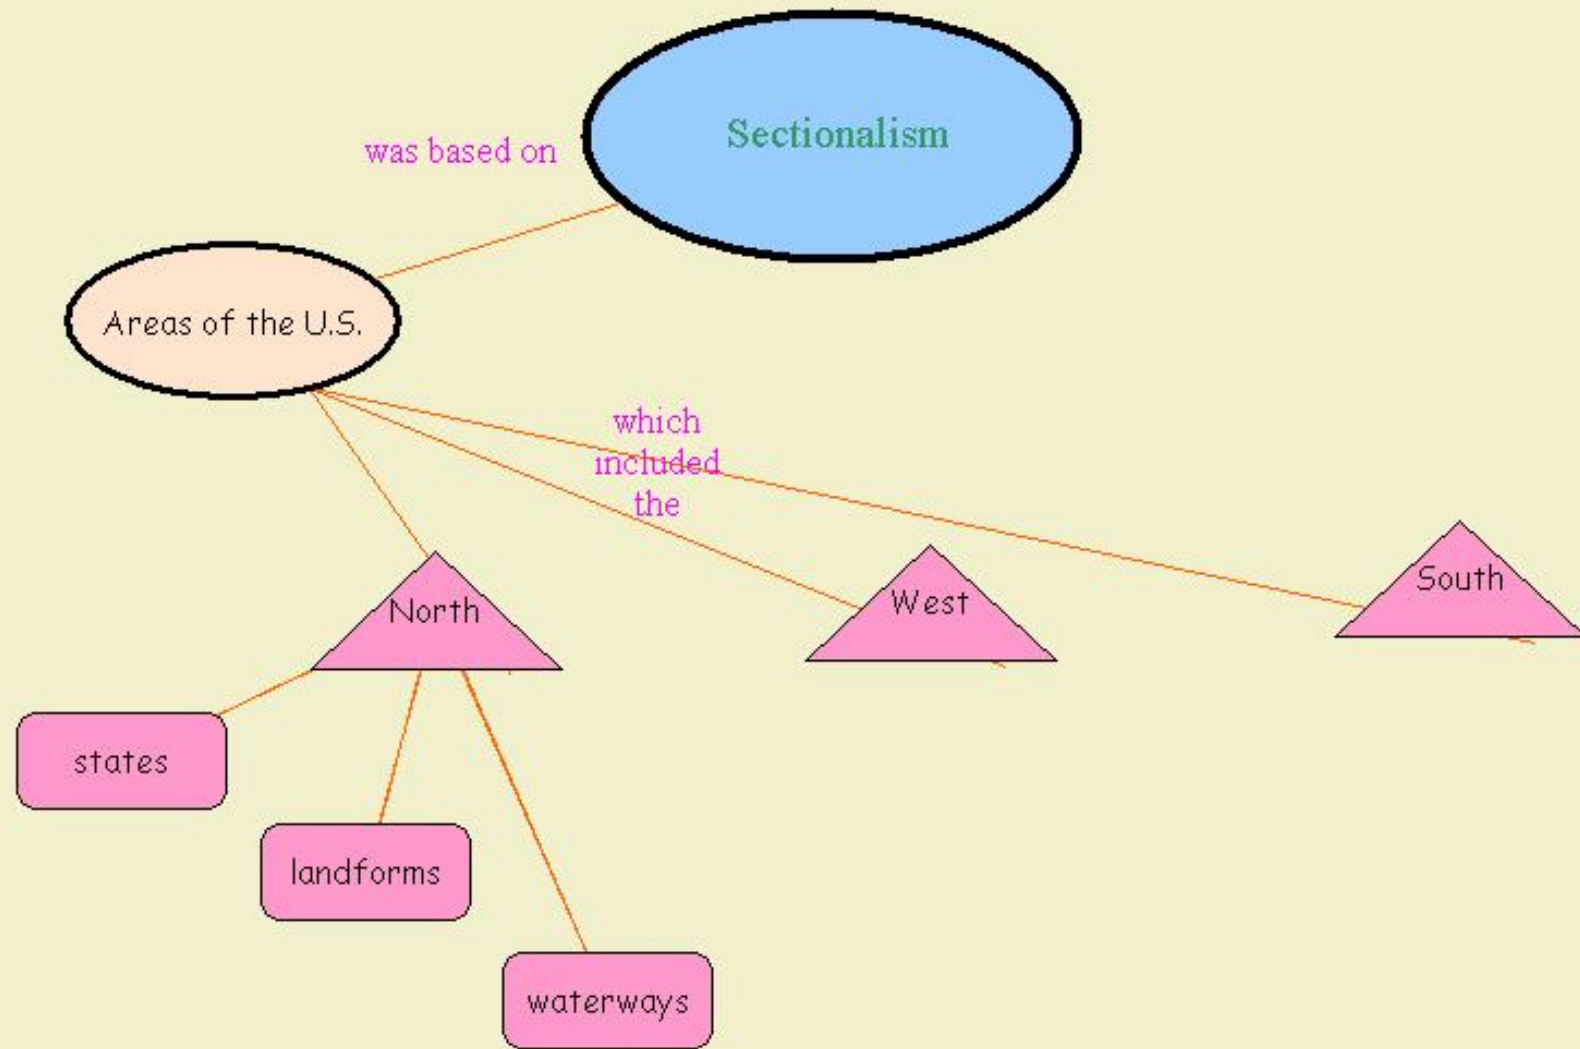 Sectionalism
was based on
Areas of the U.S.
which
included
the
North
West
South
states
landforms
waterways